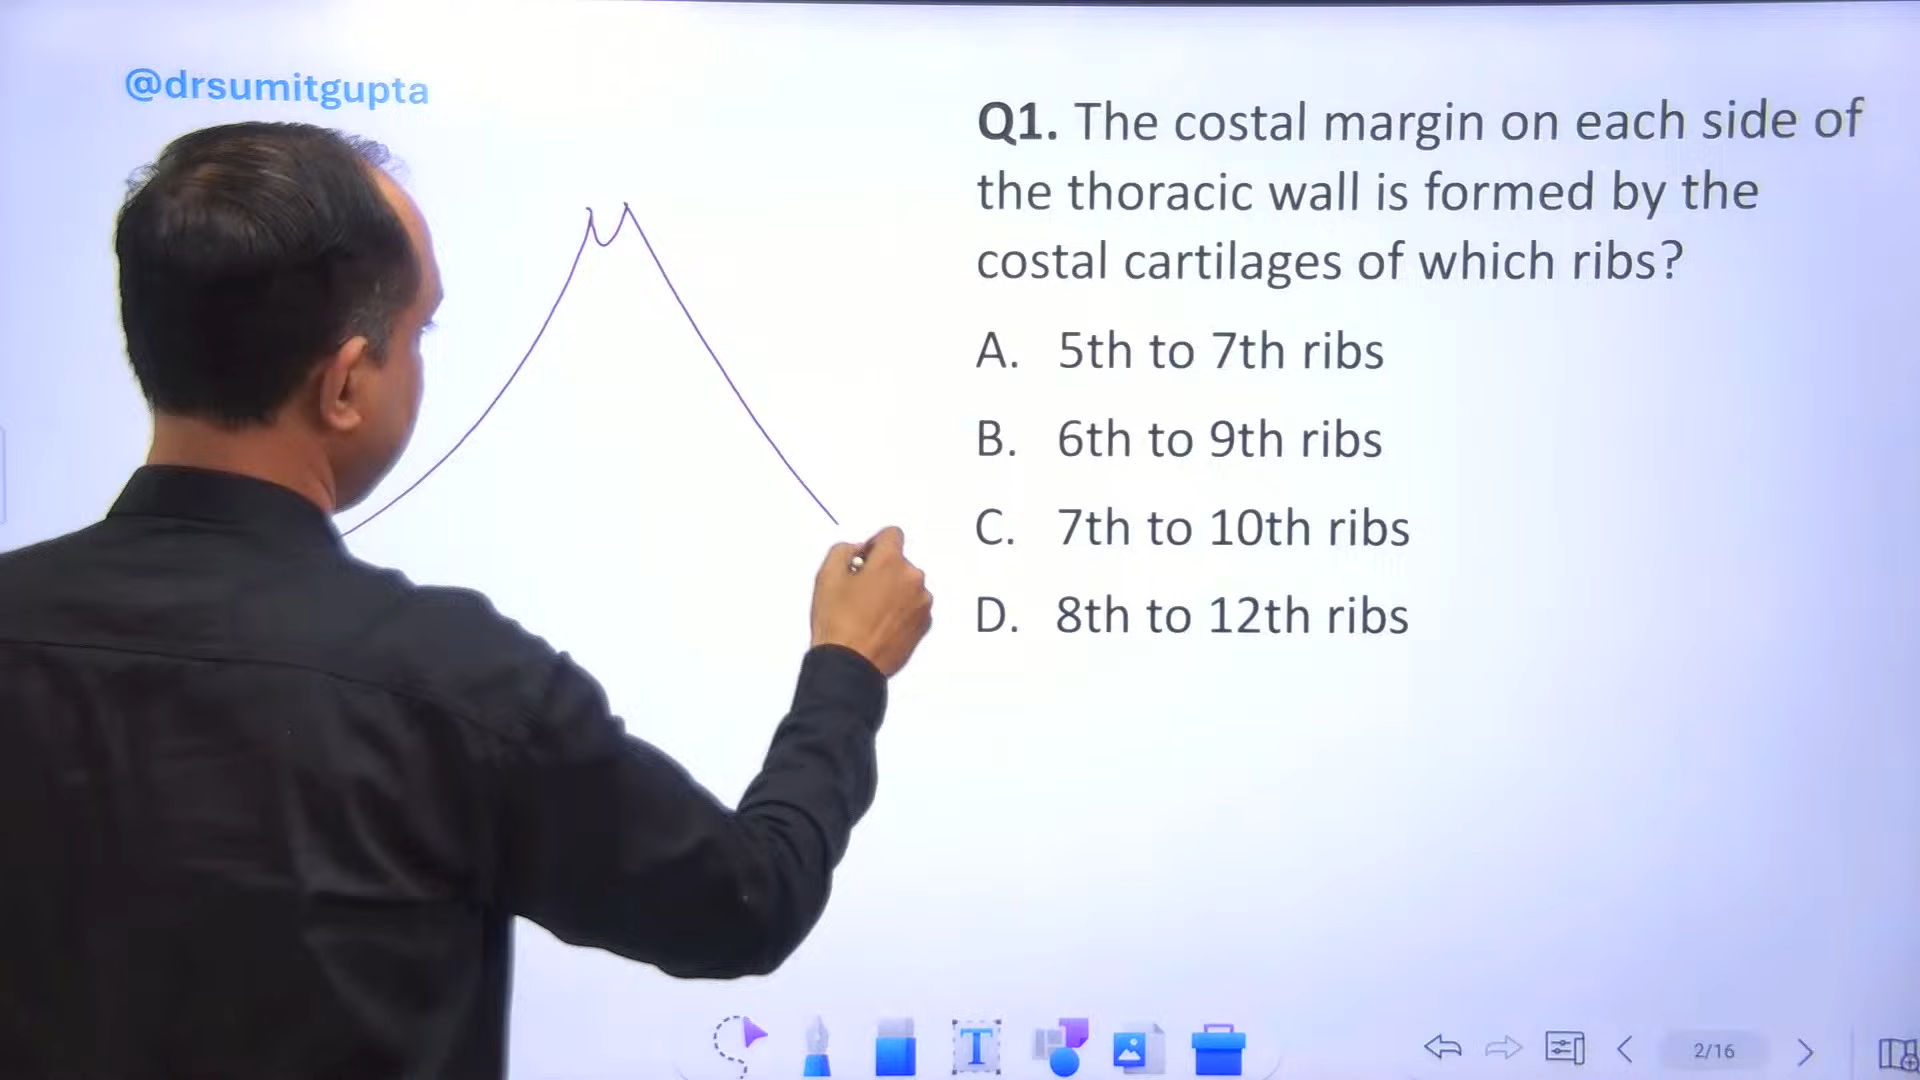 @drsumitgupta
Q1. The costal margin on each side of
the thoracic wall is formed by the
costal cartilages of which ribs?
A. 5th to 7th ribs
B. 6th to 9th ribs
C. 7th to 10th ribs
D. 8th to 12th ribs
T
2/16